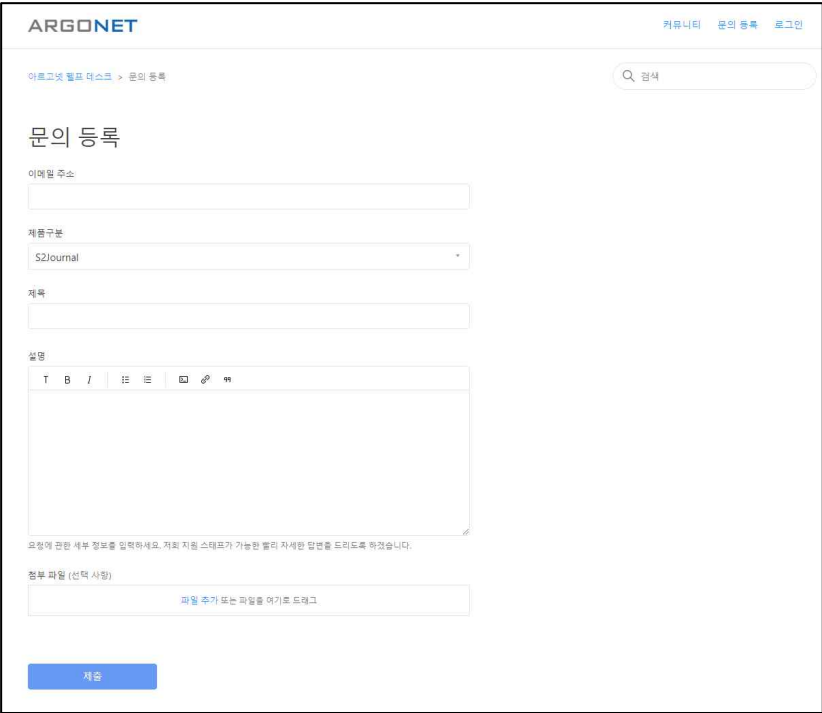 ARGONET
커뮤니티 문의 등록 로그인
아르고넷 헬프 데스크 > 문의 등록
검색
문의 등록
이메일 주소
제품구분
S2Journal
제목
설명
T B I
요청에 관한 세부 정보를 입력하세요. 저희 지원 스태프가 가능한 빨리 자세한 답변을 드리도록 하겠습니다.
첨부 파일 (선택 사항)
파일 추가 또는 파일을 여기로 드래그
제출